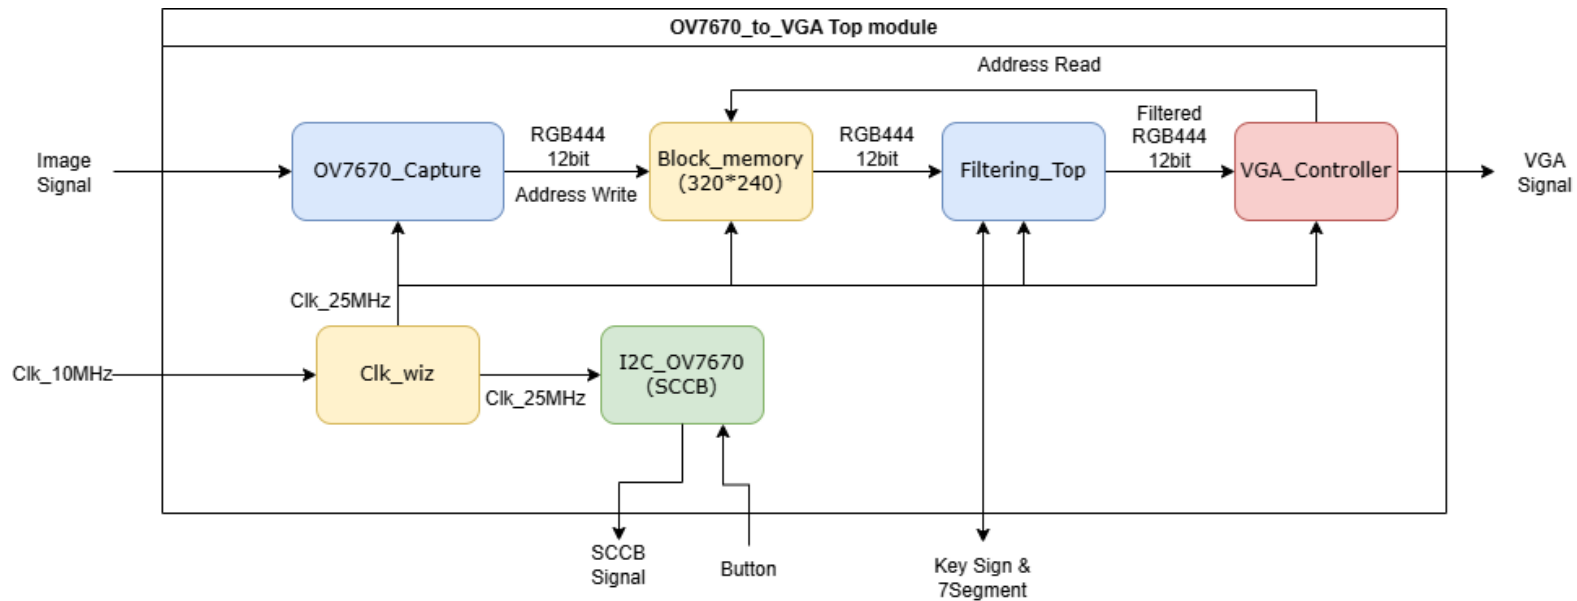 OV7670_to_VGA Top module
Address Read
Image
Signal
OV7670_Capture
RGB444
12bit
Address Write
Block_memory
(320*240)
RGB444
12bit
Filtering_Top
Filtered
RGB444
12bit
VGA_Controller
VGA
Signal
Clk_25MHz
Clk_10MHz
Clk_wiz
Clk_25MHz
I2C_OV7670
(SCCB)
SCCB
Signal
Button
Key Sign &
7Segment